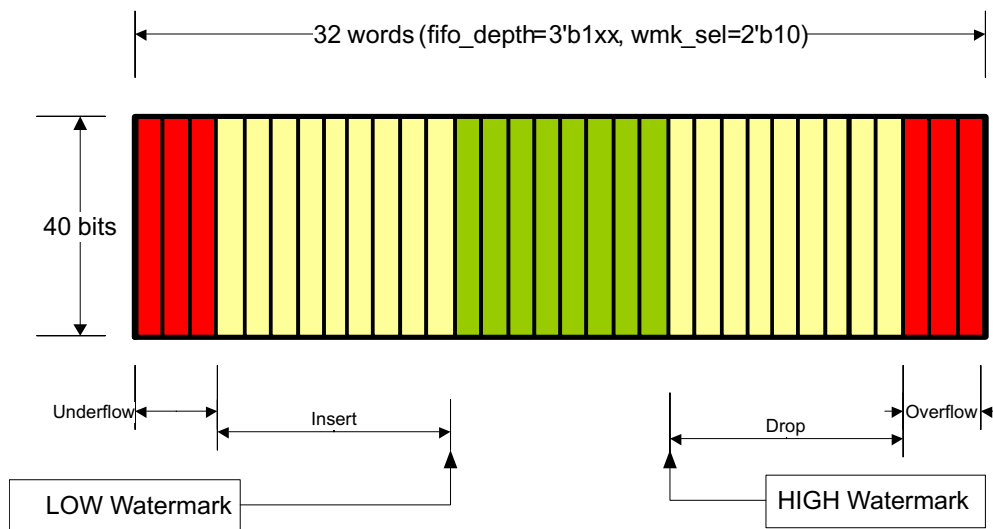 32 words (fifo_depth=3'b1xx, wmk_sel=2'b10)
40 bits
Underflow
Insert
Drop
Overflow
LOW Watermark
HIGH Watermark